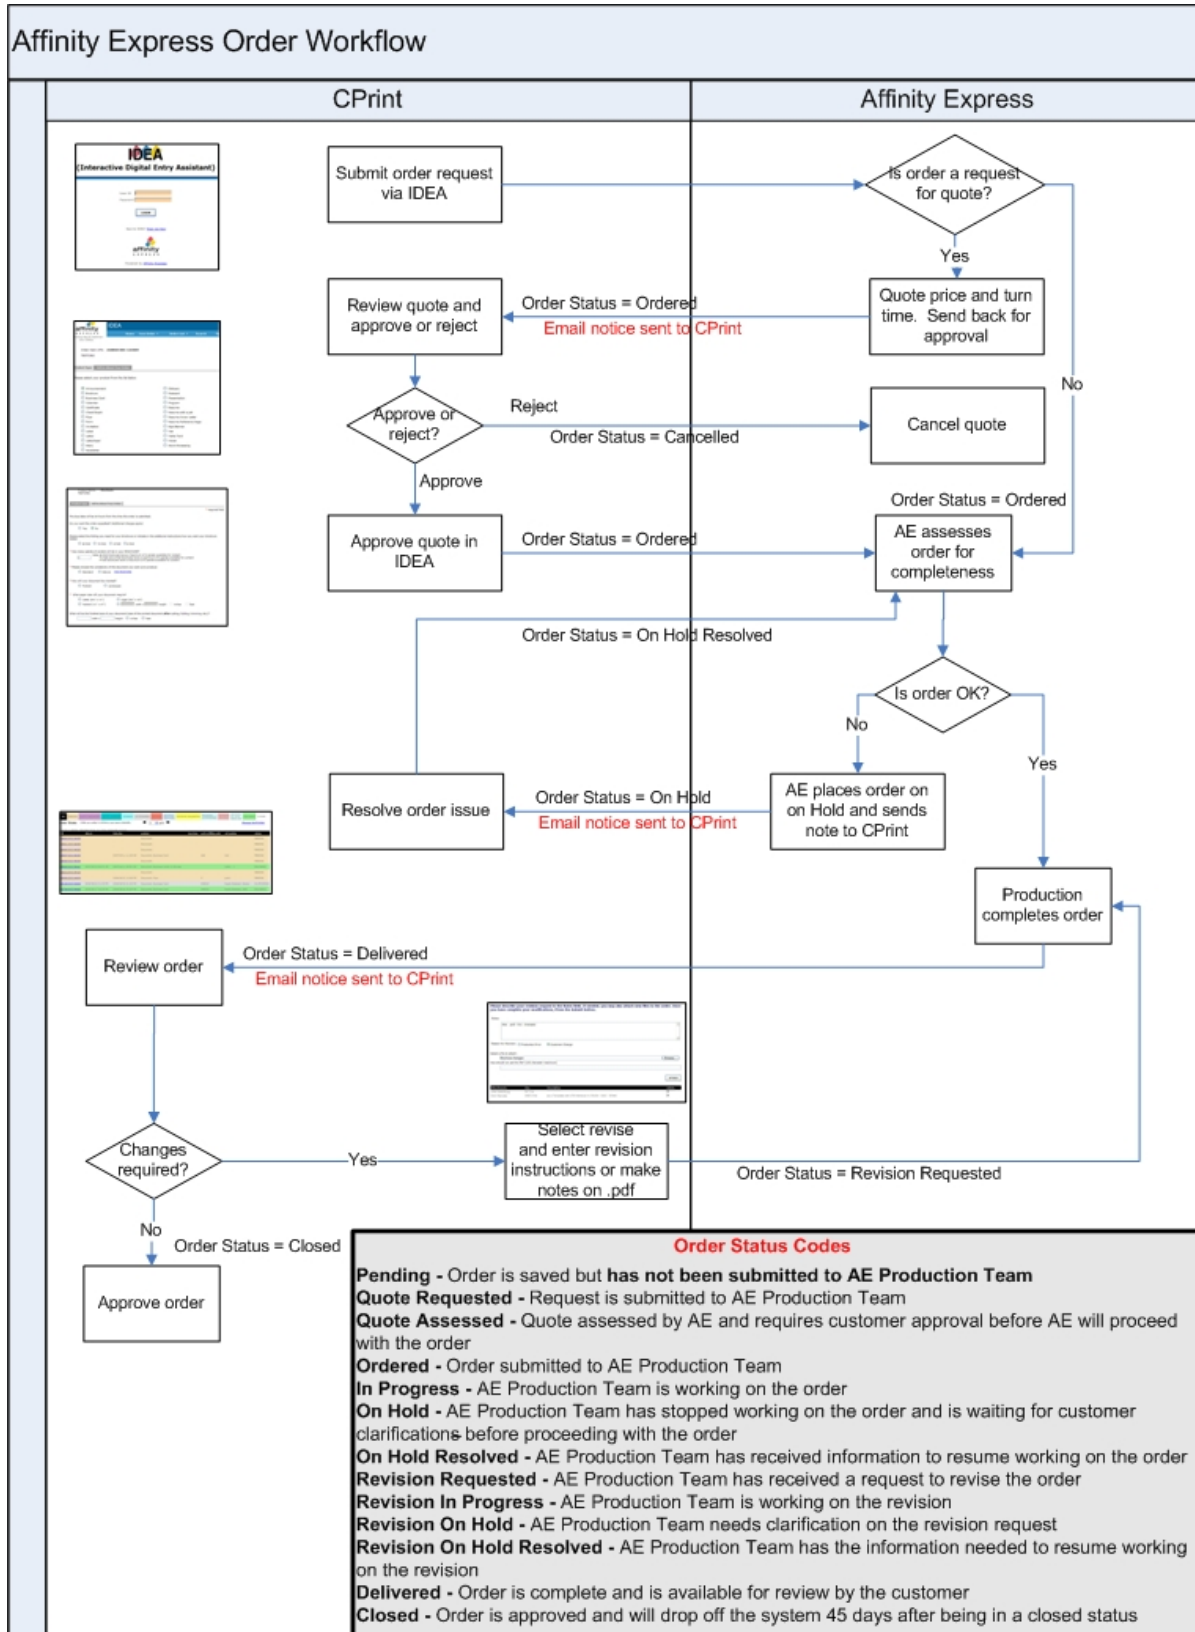 Affinity Express Order Workflow
CPrint
Affinity Express
IDEA
(Interactive Digital Entry Assistant)
affinity
Submit order request
via IDEA
Is order a request
for quote?
Yes
No
Review quote and
approve or reject
Order Status = Ordered
Email notice sent to CPrint
Quote price and turn
time. Send back for
approval
IDEA
affinity
Approve or
reject?
Reject
Order Status = Cancelled
Cancel quote
Approve
Order Status = Ordered
Approve quote in
IDEA
Order Status = Ordered
AE assesses
order for
completeness
Order Status = On Hold Resolved
Is order OK?
No
Yes
Resolve order issue
Order Status = On Hold
Email notice sent to CPrint
AE places order on
on Hold and sends
note to CPrint
Production
completes order
Review order
Order Status = Delivered
Email notice sent to CPrint
Changes
required?
Yes
Select revise
and enter revision
instructions or make
notes on .pdf
Order Status = Revision Requested
No
Order Status = Closed
Approve order
Order Status Codes
Pending - Order is saved but has not been submitted to AE Production Team
Quote Requested - Request is submitted to AE Production Team
Quote Assessed - Quote assessed by AE and requires customer approval before AE will proceed
with the order
Ordered - Order submitted to AE Production Team
In Progress - AE Production Team is working on the order
On Hold - AE Production Team has stopped working on the order and is waiting for customer
clarifications before proceeding with the order
On Hold Resolved - AE Production Team has received information to resume working on the order
Revision Requested - AE Production Team has received a request to revise the order
Revision In Progress - AE Production Team is working on the revision
Revision On Hold - AE Production Team needs clarification on the revision request
Revision On Hold Resolved - AE Production Team has the information needed to resume working
on the revision
Delivered - Order is complete and is available for review by the customer
Closed - Order is approved and will drop off the system 45 days after being in a closed status